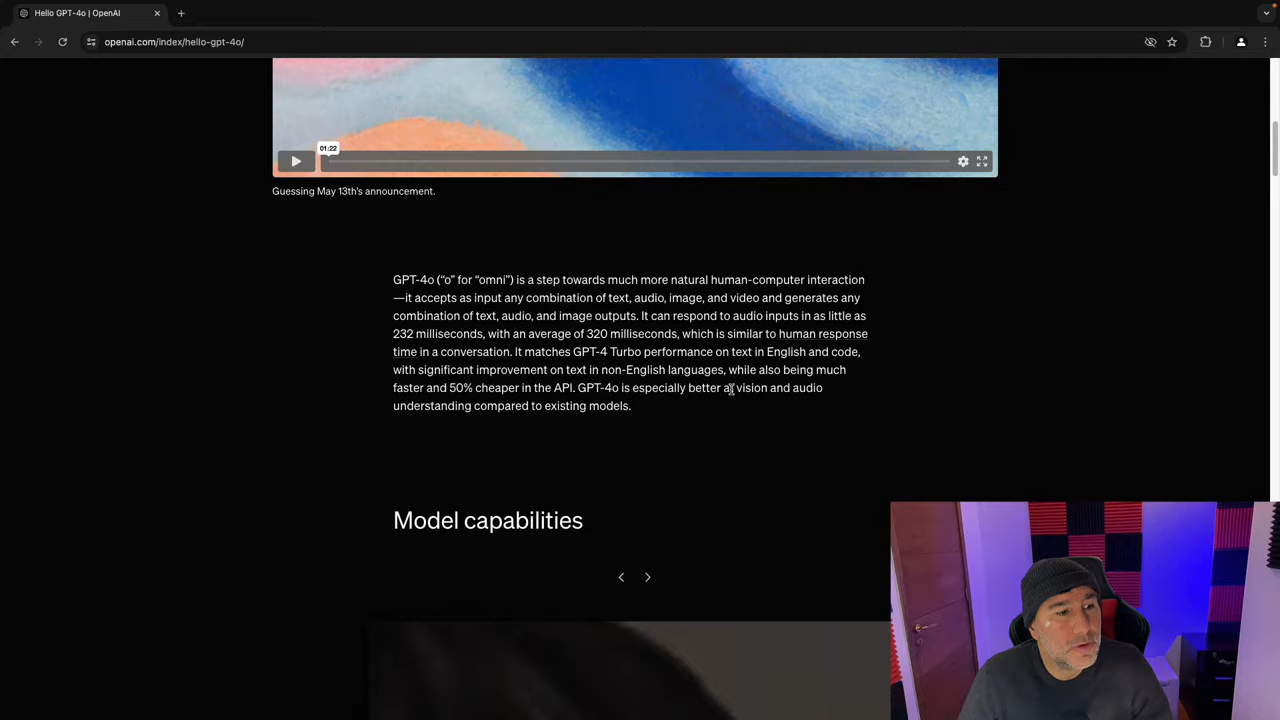 Hello GPT-4o | OpenAI
openai.com/index/hello-gpt-4o/
01:22
Guessing May 13th's announcement.
GPT-4o (“o” for “omni”) is a step towards much more natural human-computer interaction
—it accepts as input any combination of text, audio, image, and video and generates any
combination of text, audio, and image outputs. It can respond to audio inputs in as little as
232 milliseconds, with an average of 320 milliseconds, which is similar to human response
time in a conversation. It matches GPT-4 Turbo performance on text in English and code,
with significant improvement on text in non-English languages, while also being much
faster and 50% cheaper in the API. GPT-4o is especially better at vision and audio
understanding compared to existing models.
Model capabilities